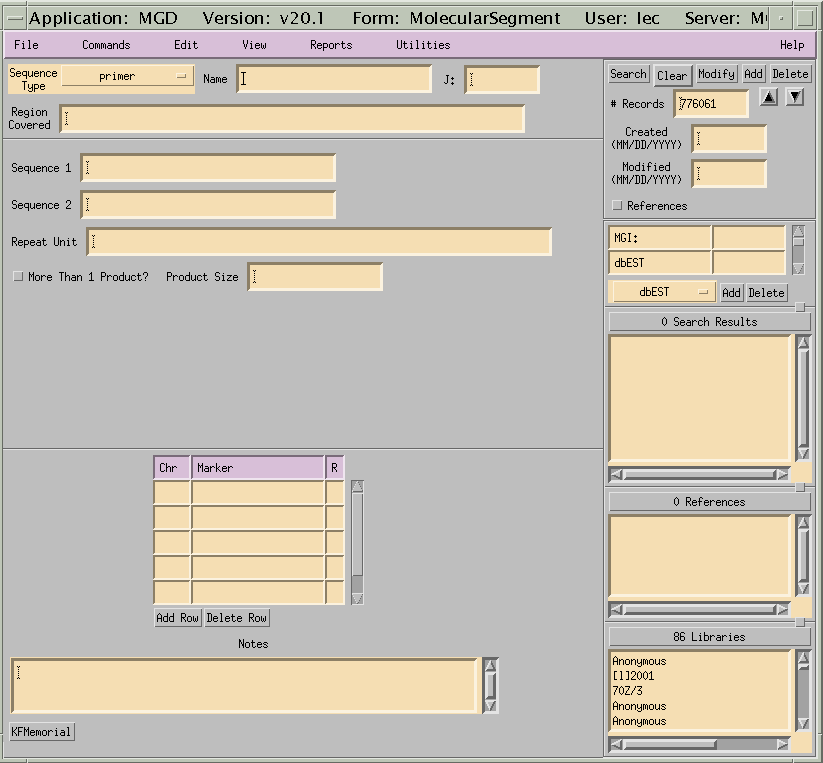 Application: MGD Version: v20.1 Form: MolecularSegment User: lec Server:
File Commands Edit View Reports Utilities Help
Sequence Type primer Name J:
Region Covered
Sequence 1
Sequence 2
Repeat Unit
More Than 1 Product? Product Size
Chr Marker R
Add Row Delete Row
Notes
KFMemorial
Search Clear Modify Add Delete
# Records 776061
Created
(MM/DD/YYYY)
Modified
(MM/DD/YYYY)
References
MGI:
dbEST
dbEST Add Delete
0 Search Results
0 References
86 Libraries
Anonymous
[l]2001
70Z/3
Anonymous
Anonymous